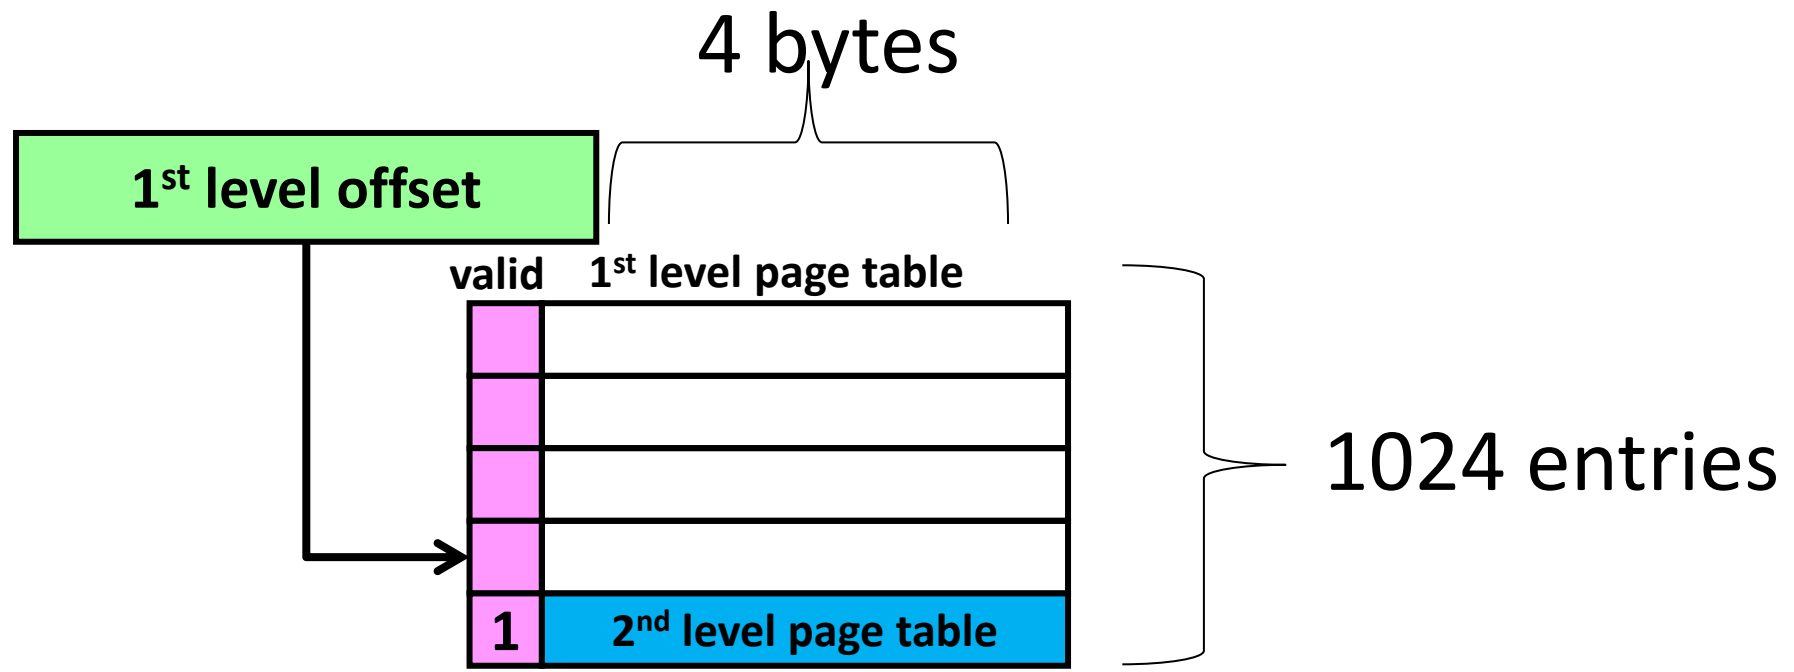 4 bytes
1st level offset
valid 1st level page table
1024 entries
1 2nd level page table